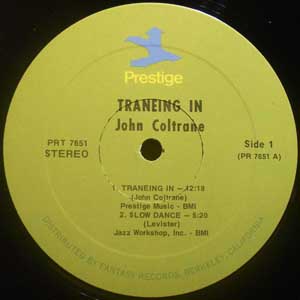 Prestige
TRANEING IN
John Coltrane
PRT 7651
STEREO
Side 1
(PR 7651 A)
1. TRANEING IN — 12:18
(John Coltrane)
Prestige Music - BMI
2. SLOW DANCE — 5:20
(Levister)
Jazz Workshop, Inc. - BMI
DISTRIBUTED BY FANTASY RECORDS, BERKELEY, CALIFORNIA